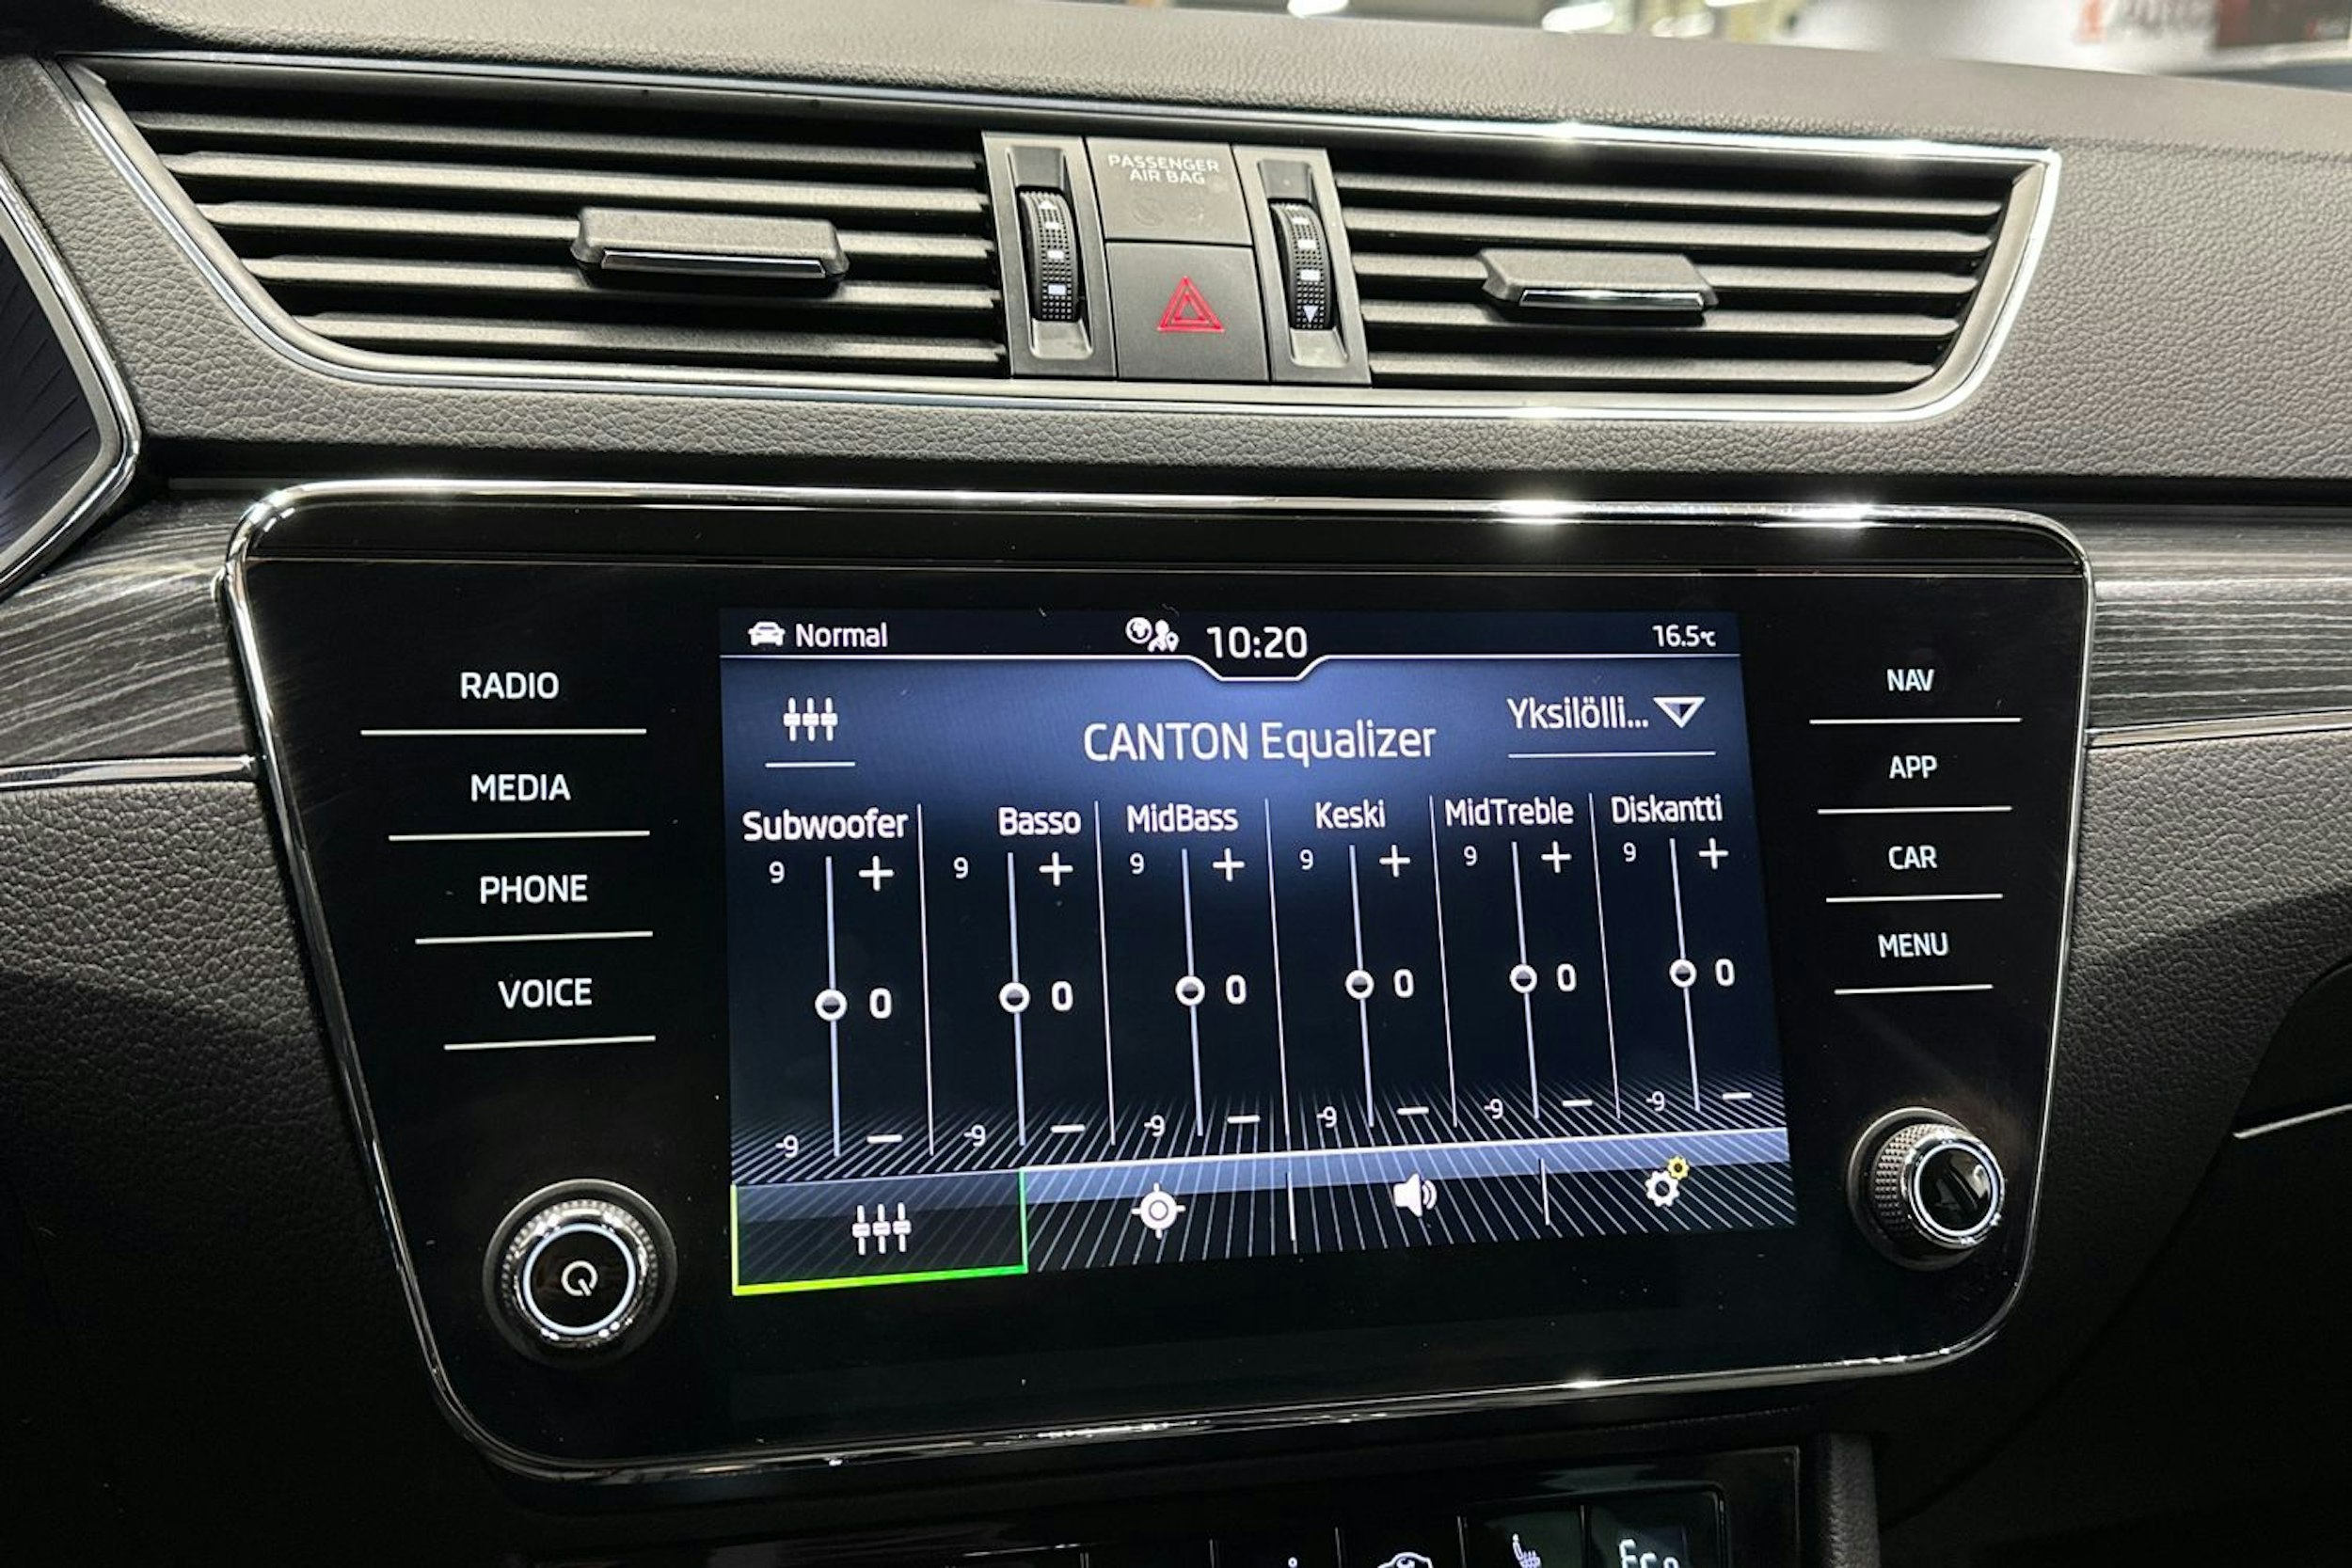 PASSENGER
AIR BAG
Normal
10:20
16.5°C
RADIO
MEDIA
PHONE
VOICE
CANTON Equalizer
Yksilölli...
Subwoofer
Basso
MidBass
Keski
MidTreble
Diskantti
9 + 9 + 9 + 9 + 9 + 9 +
0 0 0 0 0 0
-9 − -9 − -9 − -9 − -9 − -9 −
NAV
APP
CAR
MENU